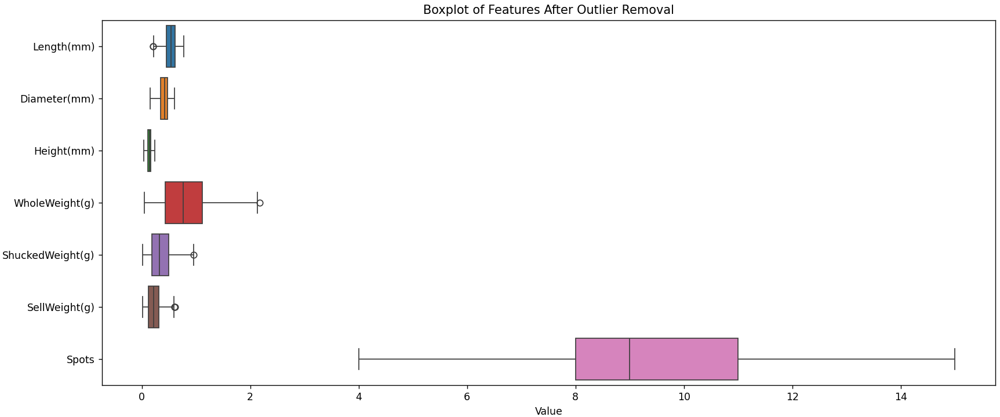 Boxplot of Features After Outlier Removal
Length(mm)
Diameter(mm)
Height(mm)
WholeWeight(g)
ShuckedWeight(g)
SellWeight(g)
Spots
0 2 4 6 8 10 12 14
Value